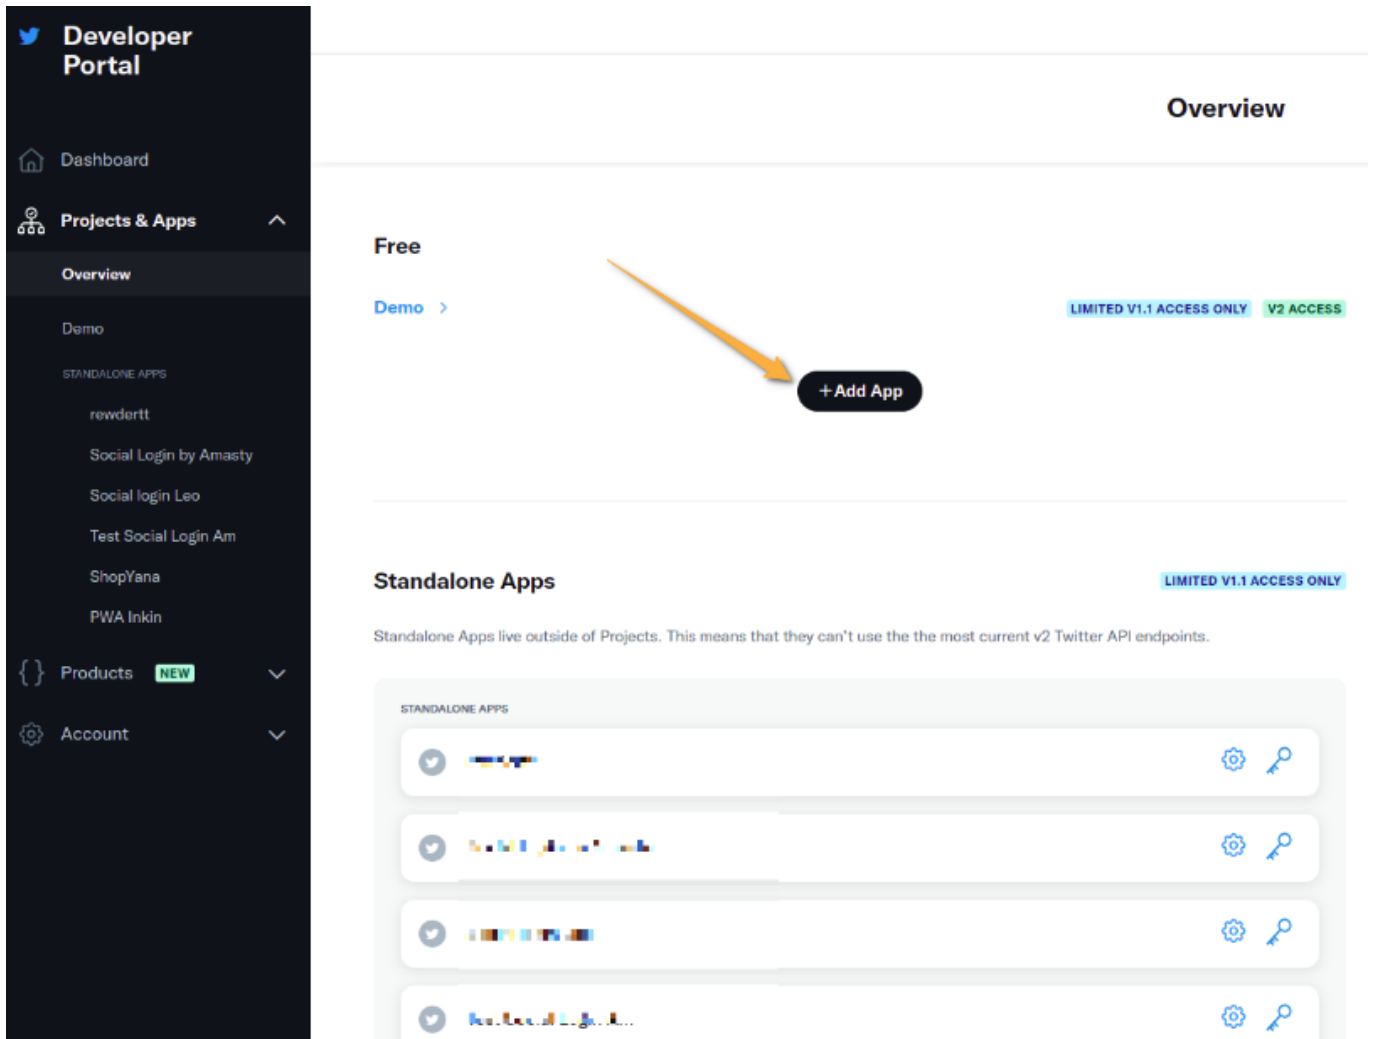 Developer
Portal
Dashboard
Projects & Apps
Overview
Demo
STANDALONE APPS
rewdertt
Social Login by Amasty
Social login Leo
Test Social Login Am
ShopYana
PWA Inkin
Products NEW
Account
Overview
Free
Demo >
LIMITED V1.1 ACCESS ONLY V2 ACCESS
+Add App
Standalone Apps
LIMITED V1.1 ACCESS ONLY
Standalone Apps live outside of Projects. This means that they can't use the the most current v2 Twitter API endpoints.
STANDALONE APPS